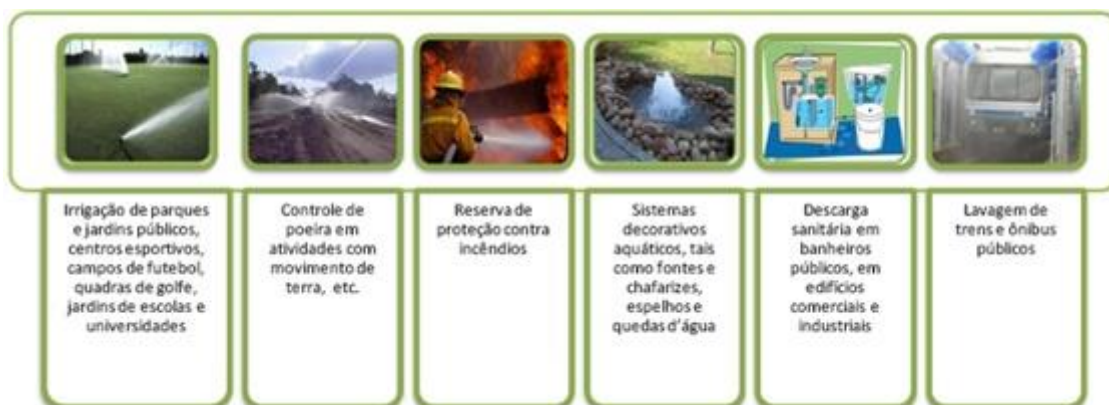 Irrigação de parques
e jardins públicos,
centros esportivos,
campos de futebol,
quadras de golfe,
jardins de escolas e
universidades
Controle de
poeira em
atividades com
movimento de
terra, etc.
Reserva de
proteção contra
incêndios
Sistemas
decorativos
aquáticos, tais
como fontes e
chafarizes,
espelhos e
quedas d'água
Descarga
sanitária em
banheiros
públicos, em
edifícios
comerciais e
industriais
Lavagem de
trens e ônibus
públicos